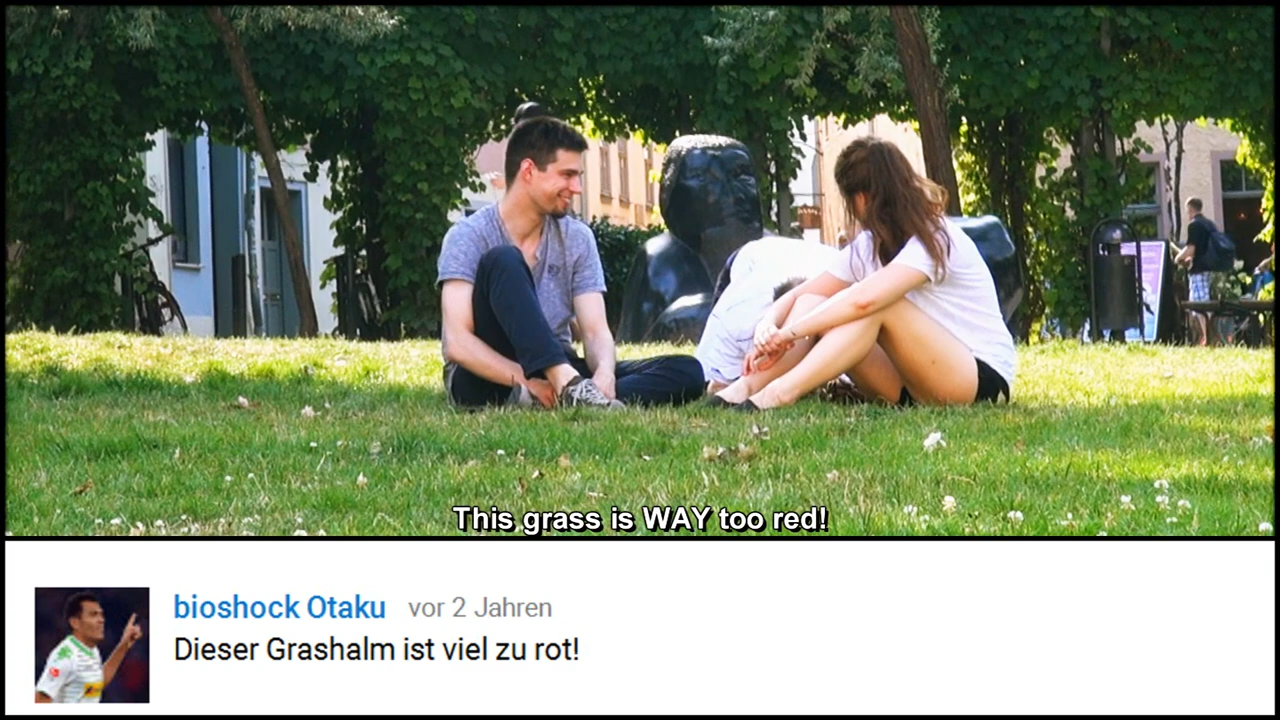 This grass is WAY too red!
bioshock Otaku vor 2 Jahren
Dieser Grashalm ist viel zu rot!